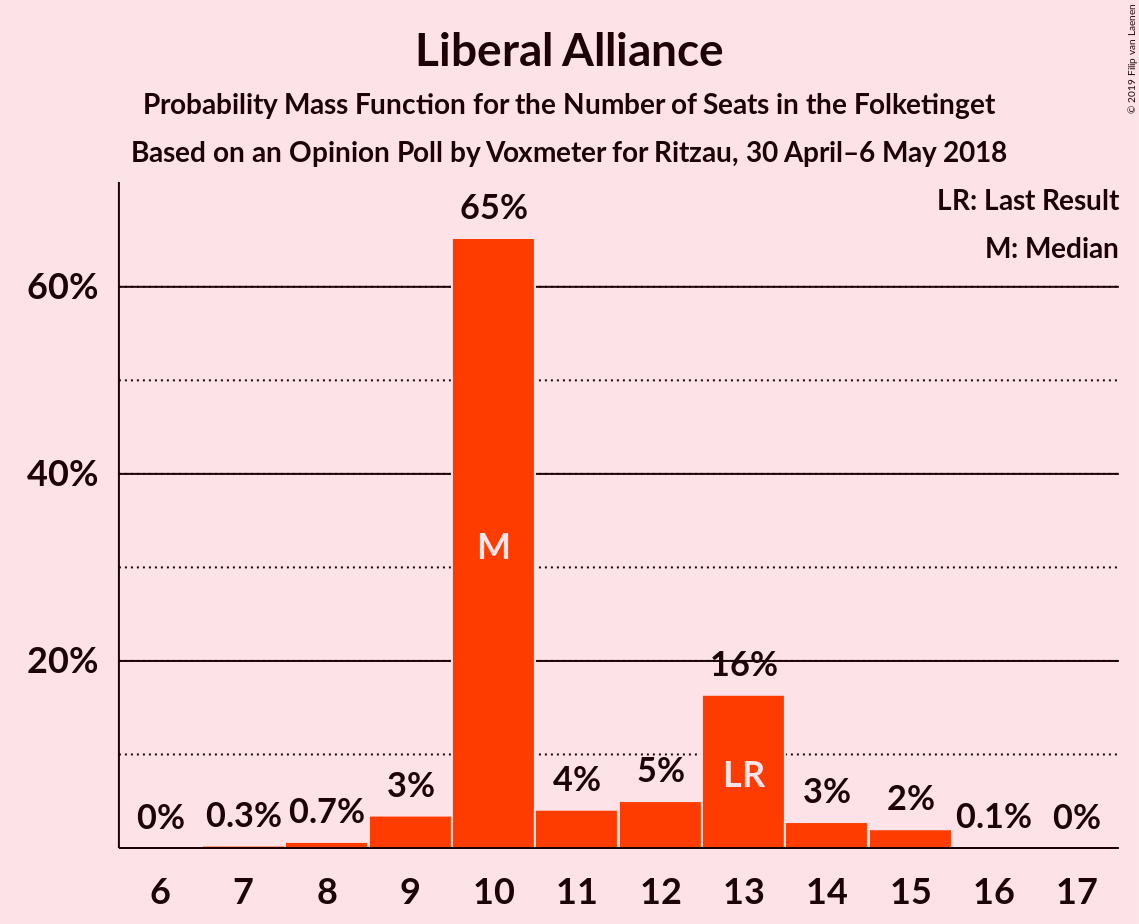 Liberal Alliance
Probability Mass Function for the Number of Seats in the Folketinget
Based on an Opinion Poll by Voxmeter for Ritzau, 30 April–6 May 2018
© 2019 Filip van Laenen
LR: Last Result
M: Median
65%
60%
40%
M
20%
16%
0%
0.3%
0.7%
3%
4%
5%
LR
3%
2%
0.1%
0%
6 7 8 9 10 11 12 13 14 15 16 17